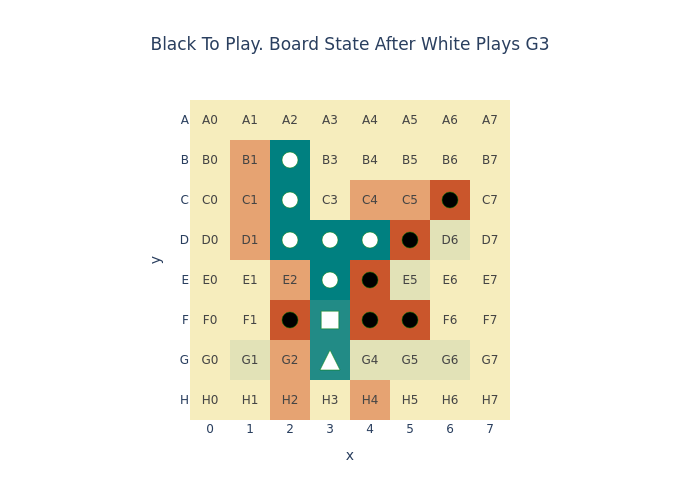 Black To Play. Board State After White Plays G3
A A0 A1 A2 A3 A4 A5 A6 A7
B B0 B1 B3 B4 B5 B6 B7
C C0 C1 C3 C4 C5 C7
D D0 D1 D6 D7
y
E E0 E1 E2 E5 E6 E7
F F0 F1 F6 F7
G G0 G1 G2 G4 G5 G6 G7
H H0 H1 H2 H3 H4 H5 H6 H7
0 1 2 3 4 5 6 7
x